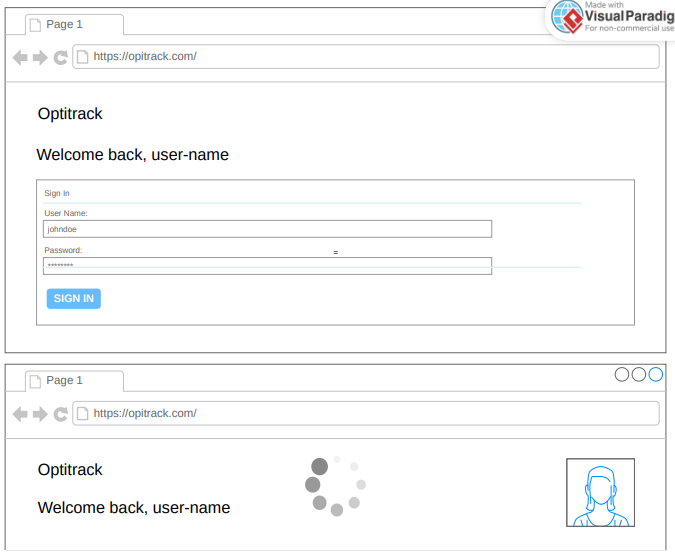 Made with
Visual Paradig
For non-commercial use
Page 1
https://opitrack.com/
Optitrack
Welcome back, user-name
Sign In
User Name:
johndoe
Password:
=
********
SIGN IN
Page 1
https://opitrack.com/
Optitrack
Welcome back, user-name